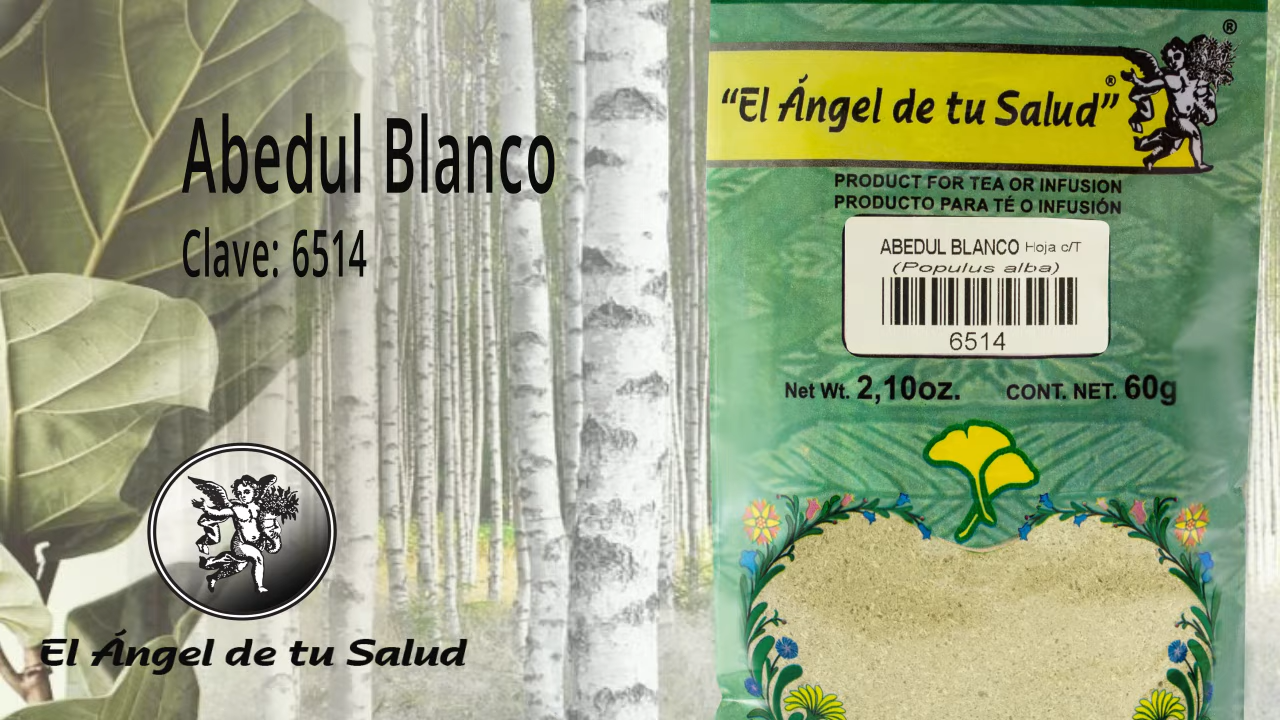 Abedul Blanco
Clave: 6514
El Ángel de tu Salud
®
“El Ángel de tu Salud”
®
PRODUCT FOR TEA OR INFUSION
PRODUCTO PARA TÉ O INFUSIÓN
ABEDUL BLANCO Hoja c/T
(Populus alba)
6514
Net Wt. 2,10oz. CONT. NET. 60g